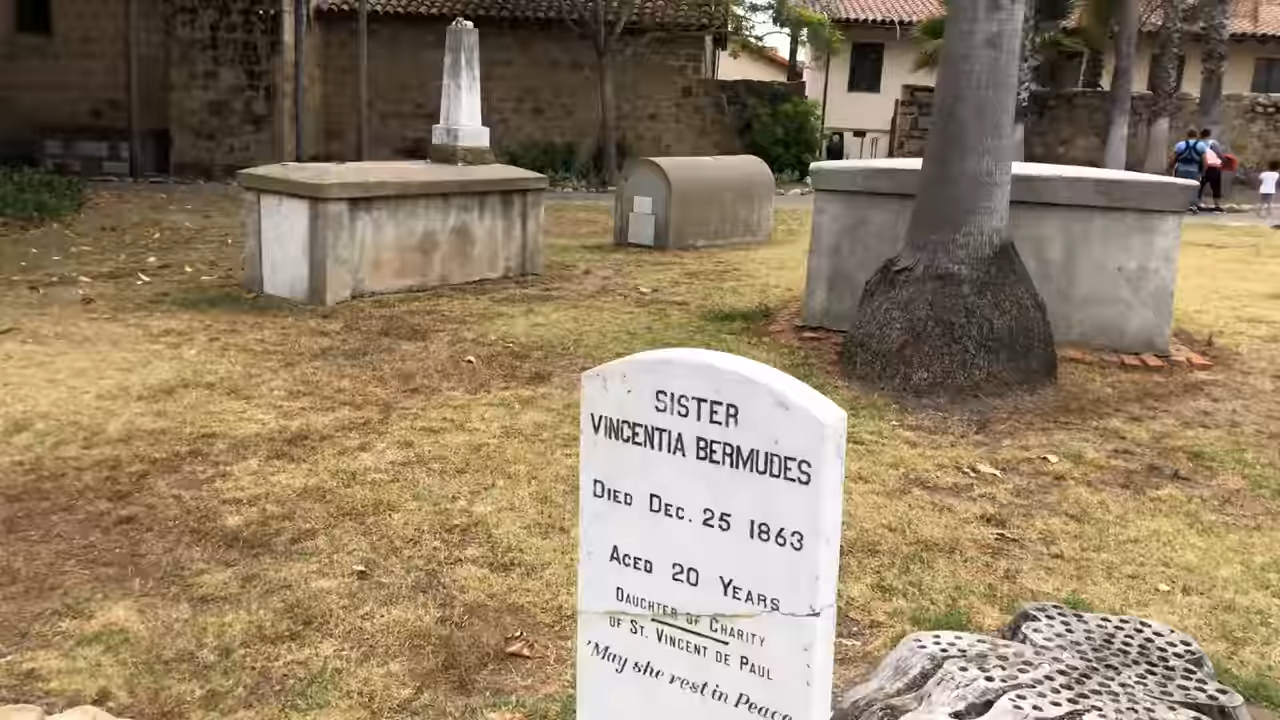 SISTER
VINCENTIA BERMUDES
DIED DEC. 25 1863
AGED 20 YEARS
DAUGHTER OF CHARITY
OF ST. VINCENT DE PAUL
'May she rest in Peace